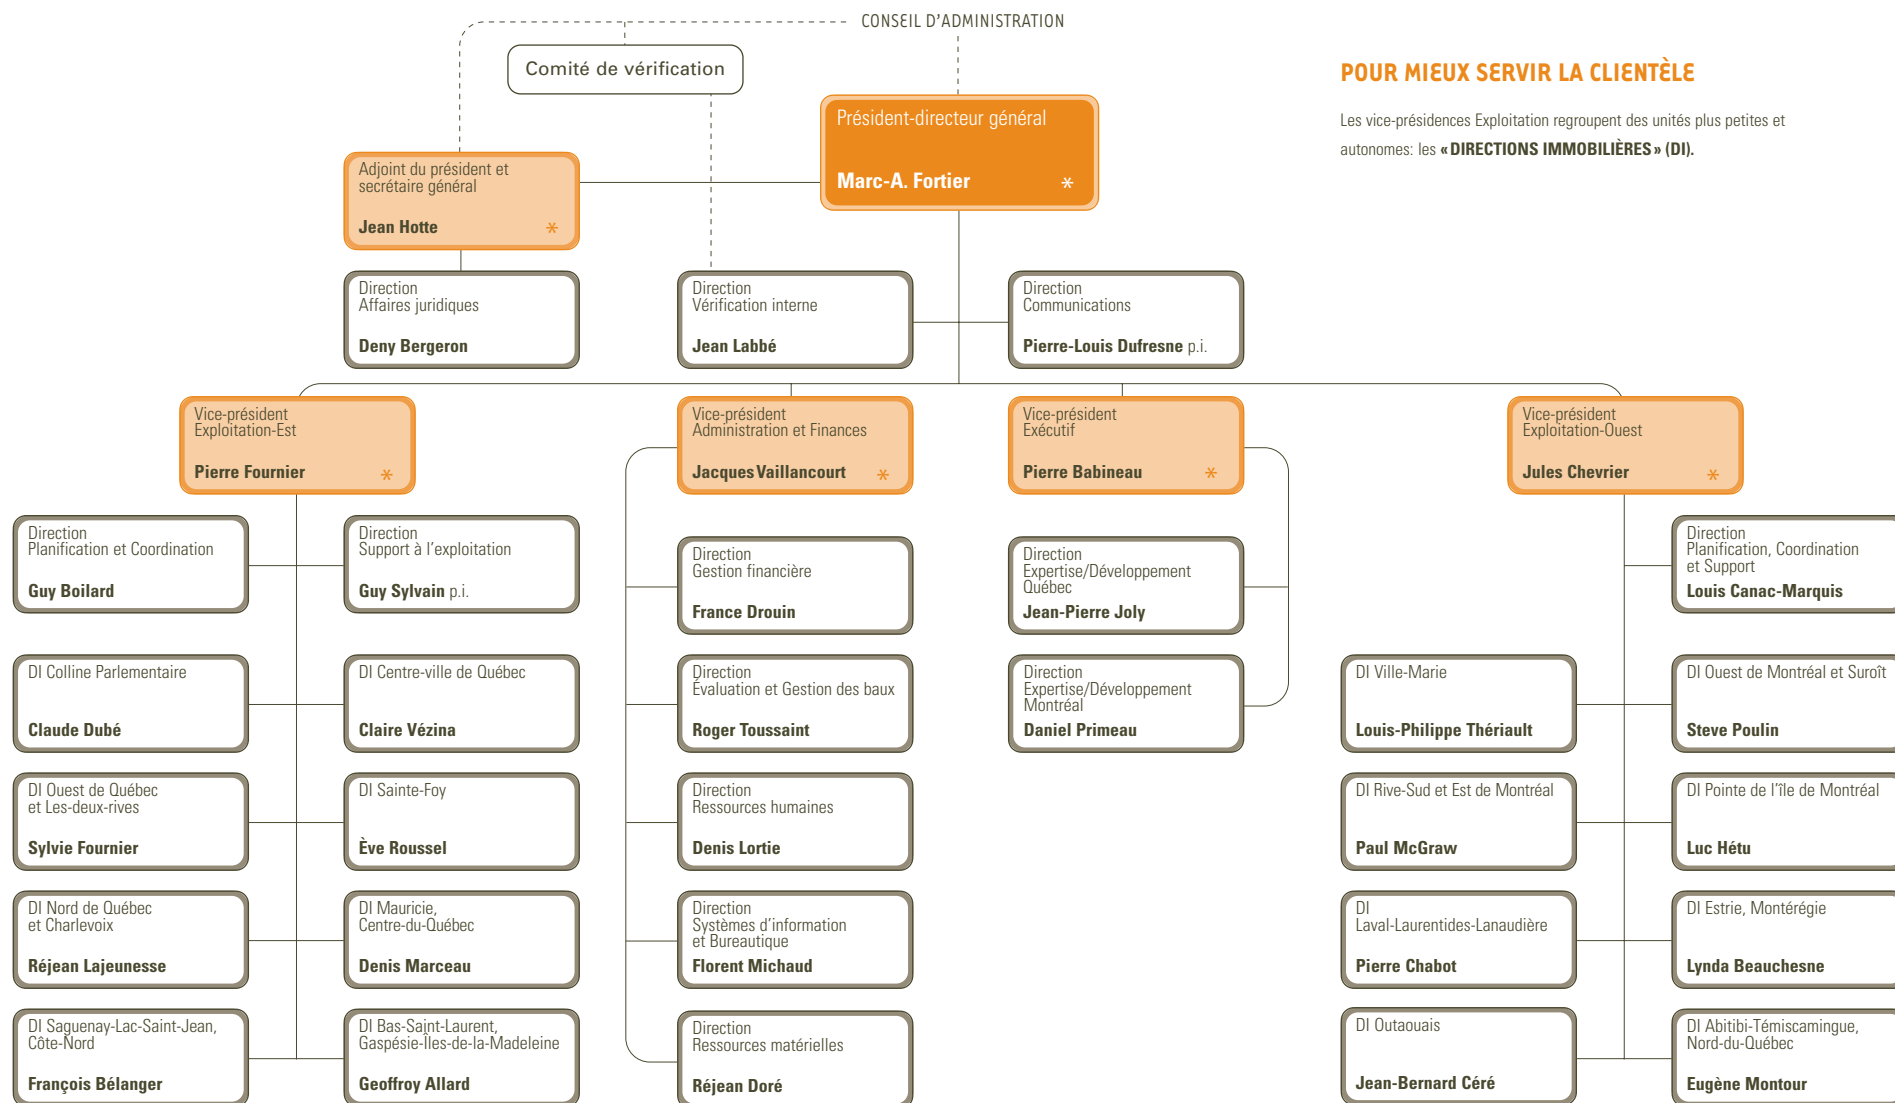 CONSEIL D'ADMINISTRATION
Comité de vérification
POUR MIEUX SERVIR LA CLIENTÈLE
Les vice-présidences Exploitation regroupent des unités plus petites et
autonomes: les «DIRECTIONS IMMOBILIÈRES» (DI).
Président-directeur général
Marc-A. Fortier *
Adjoint du président et
secrétaire général
Jean Hotte *
Direction
Affaires juridiques
Deny Bergeron
Direction
Vérification interne
Jean Labbé
Direction
Communications
Pierre-Louis Dufresne p.i.
Vice-président
Exploitation-Est
Pierre Fournier *
Vice-président
Administration et Finances
Jacques Vaillancourt *
Vice-président
Exécutif
Pierre Babineau *
Vice-président
Exploitation-Ouest
Jules Chevrier *
Direction
Planification et Coordination
Guy Boilard
Direction
Support à l'exploitation
Guy Sylvain p.i.
DI Colline Parlementaire
Claude Dubé
DI Centre-ville de Québec
Claire Vézina
DI Ouest de Québec
et Les-deux-rives
Sylvie Fournier
DI Sainte-Foy
Ève Roussel
DI Nord de Québec
et Charlevoix
Réjean Lajeunesse
DI Mauricie,
Centre-du-Québec
Denis Marceau
DI Saguenay-Lac-Saint-Jean,
Côte-Nord
François Bélanger
DI Bas-Saint-Laurent,
Gaspésie-Îles-de-la-Madeleine
Geoffroy Allard
Direction
Gestion financière
France Drouin
Direction
Évaluation et Gestion des baux
Roger Toussaint
Direction
Ressources humaines
Denis Lortie
Direction
Systèmes d'information
et Bureautique
Florent Michaud
Direction
Ressources matérielles
Réjean Doré
Direction
Expertise/Développement
Québec
Jean-Pierre Joly
Direction
Expertise/Développement
Montréal
Daniel Primeau
Direction
Planification, Coordination
et Support
Louis Canac-Marquis
DI Ville-Marie
Louis-Philippe Thériault
DI Ouest de Montréal et Suroît
Steve Poulin
DI Rive-Sud et Est de Montréal
Paul McGraw
DI Pointe de l'île de Montréal
Luc Hétu
DI
Laval-Laurentides-Lanaudière
Pierre Chabot
DI Estrie, Montérégie
Lynda Beauchesne
DI Outaouais
Jean-Bernard Céré
DI Abitibi-Témiscamingue,
Nord-du-Québec
Eugène Montour